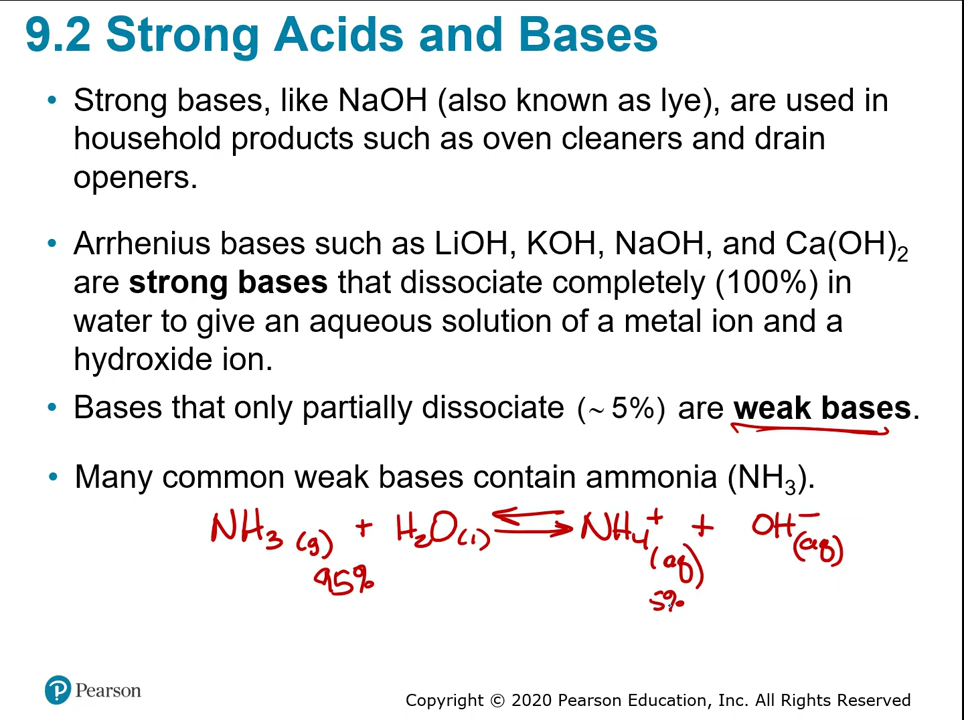 9.2 Strong Acids and Bases
• Strong bases, like NaOH (also known as lye), are used in
household products such as oven cleaners and drain
openers.
• Arrhenius bases such as LiOH, KOH, NaOH, and Ca(OH)₂
are strong bases that dissociate completely (100%) in
water to give an aqueous solution of a metal ion and a
hydroxide ion.
• Bases that only partially dissociate (~ 5%) are weak bases.
• Many common weak bases contain ammonia (NH₃).
NH₃ (g) + H₂O (l) ⇌ NH₄⁺ (aq) + OH⁻ (aq)
95% 5%
Pearson
Copyright © 2020 Pearson Education, Inc. All Rights Reserved